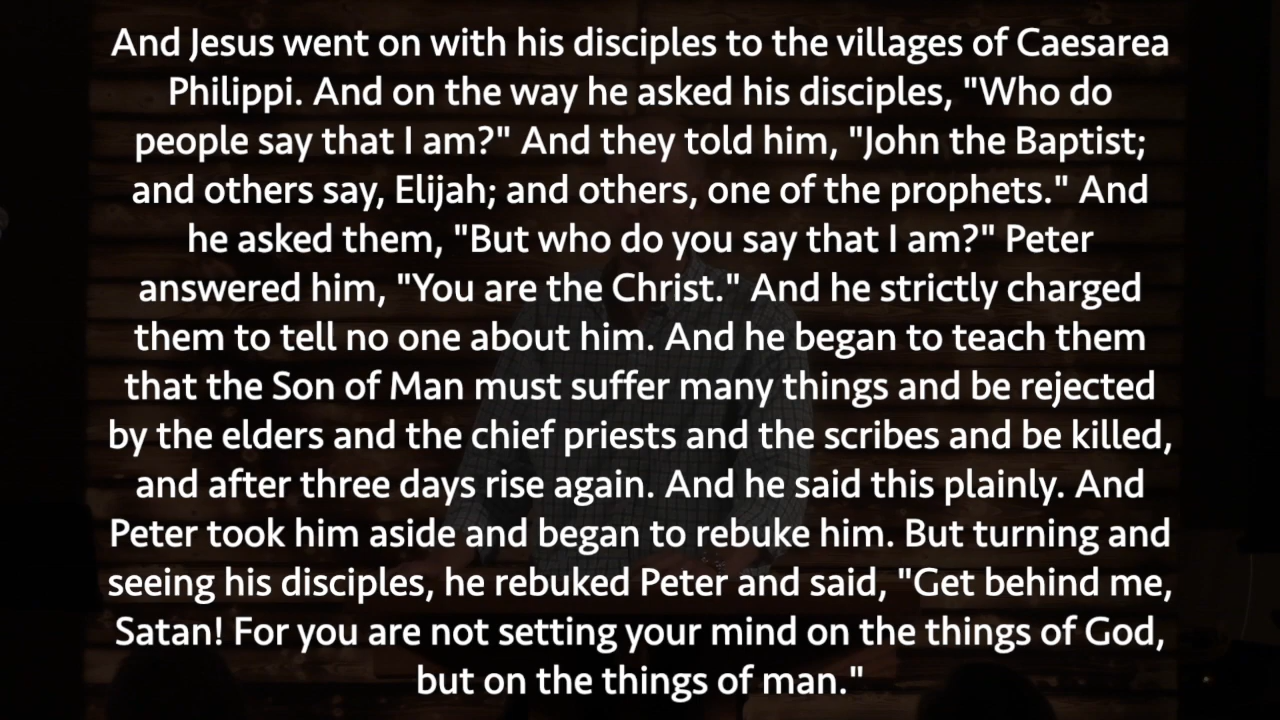 And Jesus went on with his disciples to the villages of Caesarea
Philippi. And on the way he asked his disciples, "Who do
people say that I am?" And they told him, "John the Baptist;
and others say, Elijah; and others, one of the prophets." And
he asked them, "But who do you say that I am?" Peter
answered him, "You are the Christ." And he strictly charged
them to tell no one about him. And he began to teach them
that the Son of Man must suffer many things and be rejected
by the elders and the chief priests and the scribes and be killed,
and after three days rise again. And he said this plainly. And
Peter took him aside and began to rebuke him. But turning and
seeing his disciples, he rebuked Peter and said, "Get behind me,
Satan! For you are not setting your mind on the things of God,
but on the things of man."